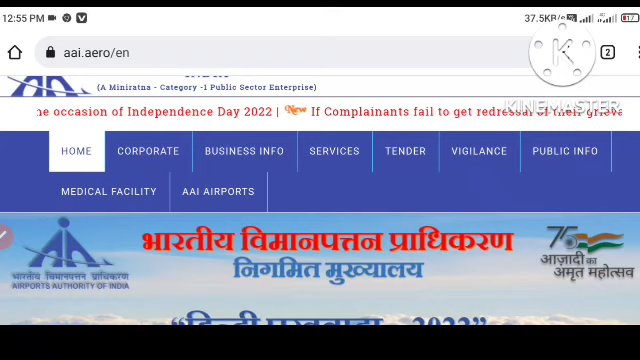 12:55 PM
37.5KB/s
17
aai.aero/en
2
(A Miniratna - Category -1 Public Sector Enterprise)
ne occasion of Independence Day 2022 | New If Complainants fail to get redressal of their grieva
KINEMASTER
HOME CORPORATE BUSINESS INFO SERVICES TENDER VIGILANCE PUBLIC INFO
MEDICAL FACILITY AAI AIRPORTS
भारतीय विमानपत्तन प्राधिकरण
निगमित मुख्यालय
भारतीय विमानपत्तन प्राधिकरण
AIRPORTS AUTHORITY OF INDIA
75
आज़ादी का
अमृत महोत्सव